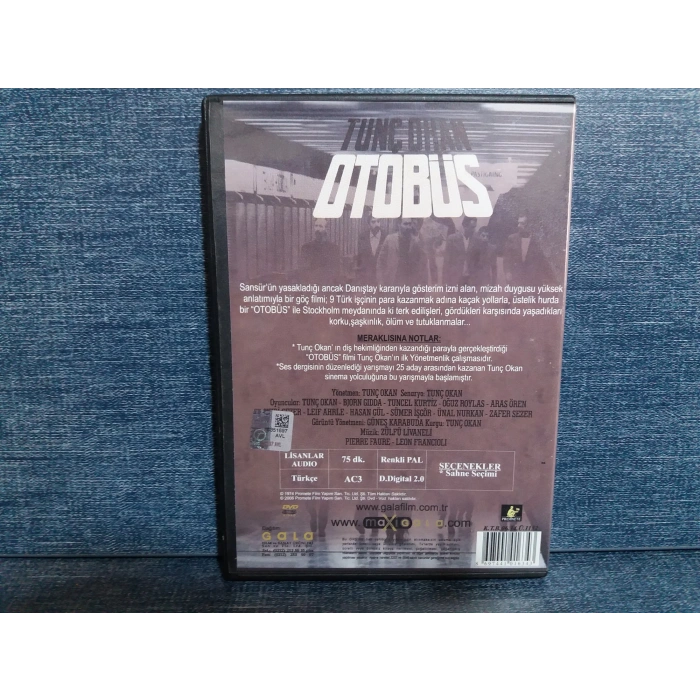 TUNÇ OKAN
OTOBÜS
Sansür'ün yasakladığı ancak Danıştay kararıyla gösterim izni alan, mizah duygusu yüksek
anlatımıyla bir göç filmi; 9 Türk işçinin para kazanmak adına kaçak yollarla, üstelik hurda
bir "OTOBÜS" ile Stockholm meydanında ki terk edilişleri, gördükleri karşısında yaşadıkları
korku,şaşkınlık, ölüm ve tutuklanmalar...
MERAKLISINA NOTLAR:
* Tunç Okan' ın diş hekimliğinden kazandığı parayla gerçekleştirdiği
"OTOBÜS" filmi Tunç Okan'ın ilk Yönetmenlik çalışmasıdır.
*Ses dergisinin düzenlediği yarışmayı 25 aday arasından kazanan Tunç Okan
sinema yolculuğuna bu yarışmayla başlamıştır.
Yönetmen: TUNÇ OKAN Senaryo: TUNÇ OKAN
Oyuncular: TUNÇ OKAN - BJORN GIDDA - TUNCEL KURTİZ - OĞUZ NOYLAS - ARAS ÖREN
- LEIF AHRLE - HASAN GÜL - SÜMER İŞGÖR - ÜNAL NURKAN - ZAFER SEZER
Görüntü Yönetmeni: GÜNEŞ KARABUDA Kurgu: TUNÇ OKAN
Müzik: ZÜLFÜ LİVANELİ
PIERRE FAURE - LEON FRANCIOLI
AVL
LİSANLAR 75 dk. Renkli PAL SEÇENEKLER
AUDIO
Sahne Seçimi
Türkçe AC3 D.Digital 2.0
DVD
www.galafilm.com.tr
www.maxigala.com
GALA